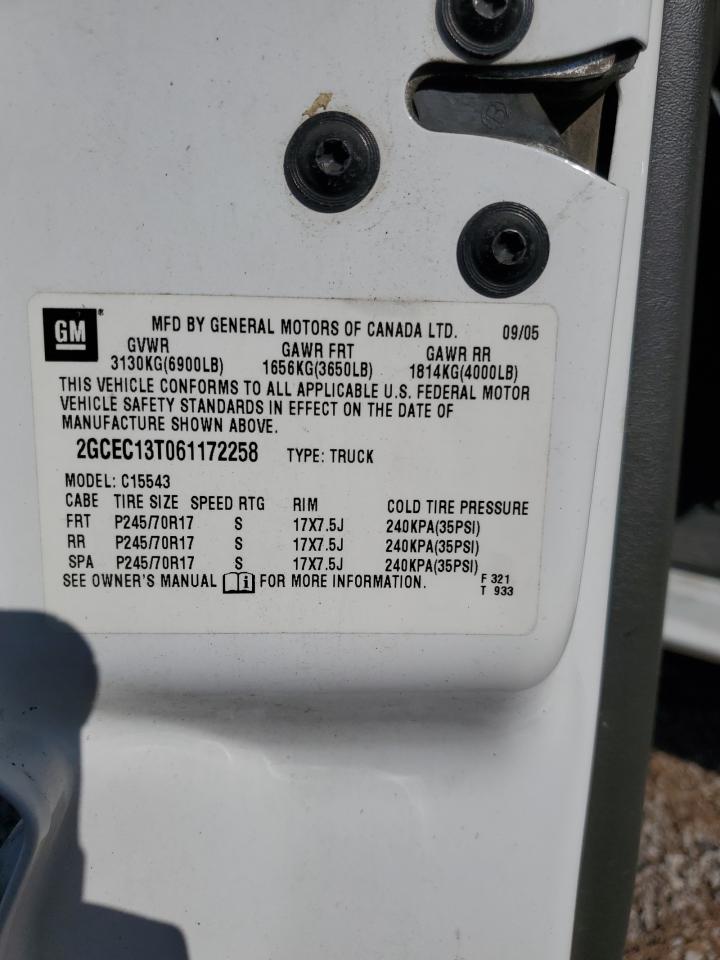 GM®
MFD BY GENERAL MOTORS OF CANADA LTD. 09/05
GVWR GAWR FRT GAWR RR
3130KG(6900LB) 1656KG(3650LB) 1814KG(4000LB)
THIS VEHICLE CONFORMS TO ALL APPLICABLE U.S. FEDERAL MOTOR
VEHICLE SAFETY STANDARDS IN EFFECT ON THE DATE OF
MANUFACTURE SHOWN ABOVE.
2GCEC13T061172258 TYPE: TRUCK
MODEL: C15543
CABE TIRE SIZE SPEED RTG RIM COLD TIRE PRESSURE
FRT P245/70R17 S 17X7.5J 240KPA(35PSI)
RR P245/70R17 S 17X7.5J 240KPA(35PSI)
SPA P245/70R17 S 17X7.5J 240KPA(35PSI)
SEE OWNER'S MANUAL i FOR MORE INFORMATION. F 321
T 933